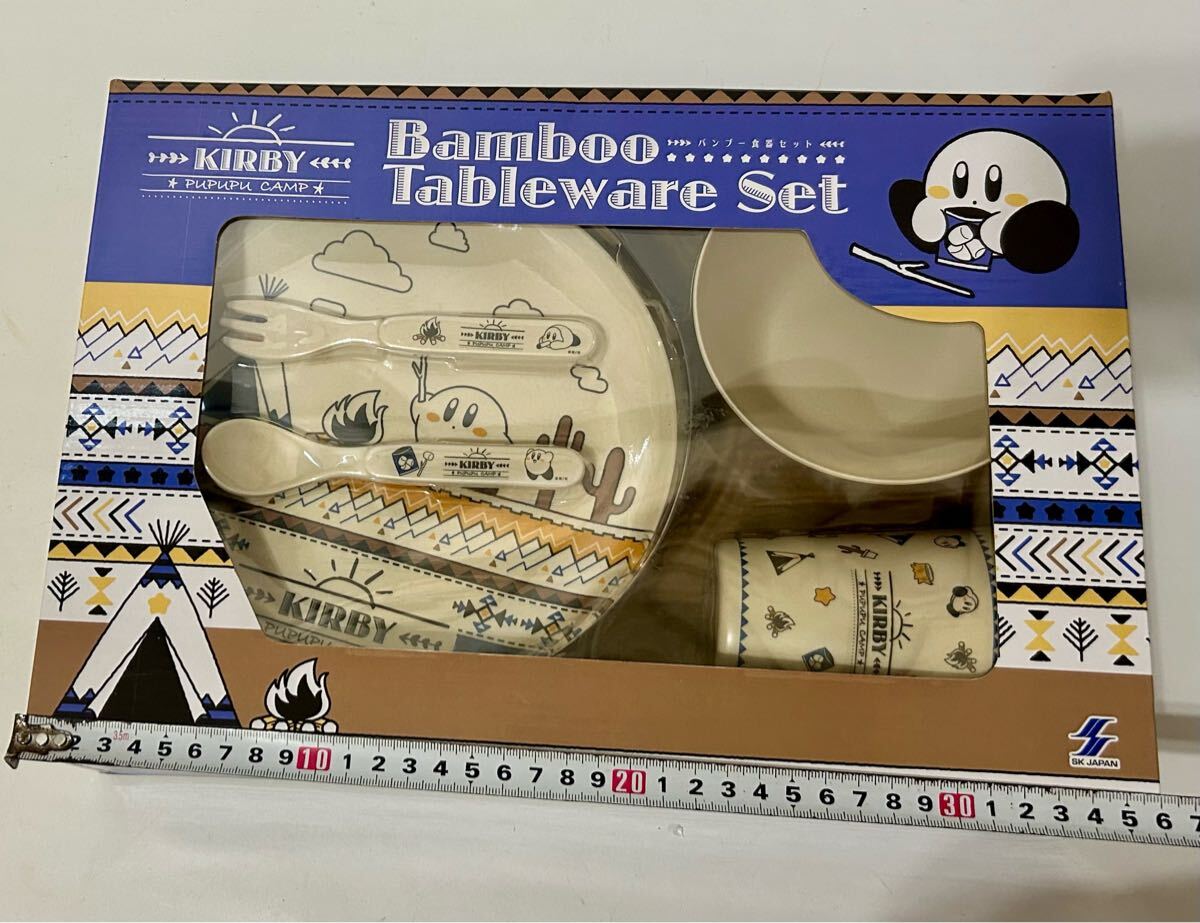 KIRBY
★ PUPUPU CAMP ★
Bamboo
バンブー食器セット
Tableware Set
KIRBY
PUPUPU CAMP
KIRBY
★ PUPUPU CAMP ★
KIRBY
PUPUPU
KIRBY
★ PUPUPU CAMP ★
SK JAPAN
2 3 3.5m 4 5 6 7 8 9 10 1 2 3 4 5 6 7 8 9 20 1 2 3 4 5 6 7 8 9 30 1 2 3 4 5 6 7